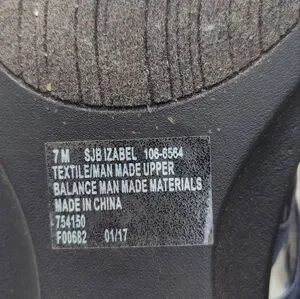 7 M SJB IZABEL 106-6564
TEXTILE/MAN MADE UPPER
BALANCE MAN MADE MATERIALS
MADE IN CHINA
754150
F00682 01/17